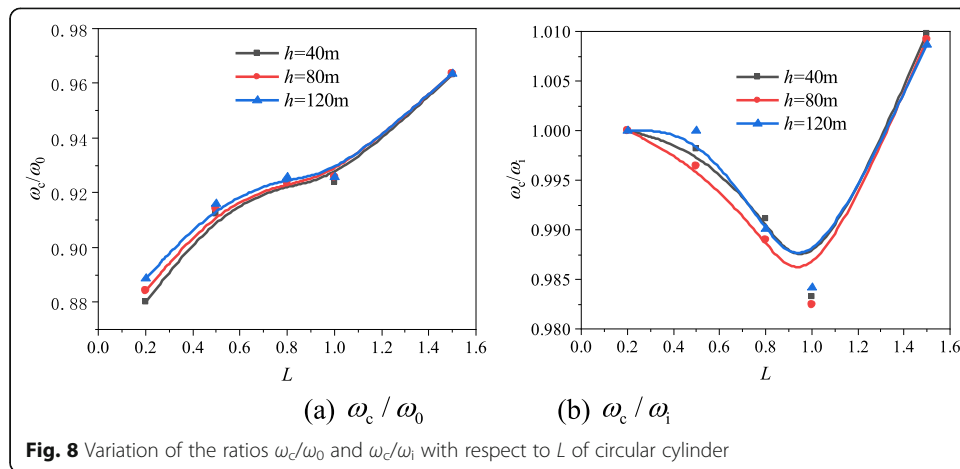 0.98
0.96
0.94
0.92
0.90
0.88
ωc/ω0
h=40m
h=80m
h=120m
0.0 0.2 0.4 0.6 0.8 1.0 1.2 1.4 1.6
L
(a) ωc / ω0
1.010
1.005
1.000
0.995
0.990
0.985
0.980
ωc/ωi
h=40m
h=80m
h=120m
0.0 0.2 0.4 0.6 0.8 1.0 1.2 1.4 1.6
L
(b) ωc / ωi
Fig. 8 Variation of the ratios ωc/ω0 and ωc/ωi with respect to L of circular cylinder